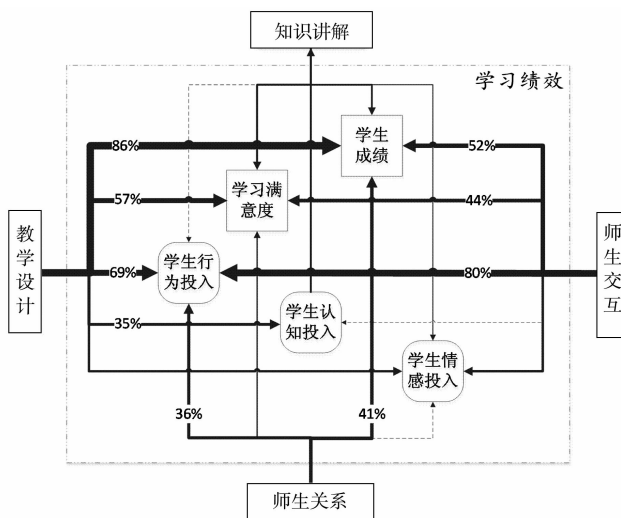 知识讲解
学习绩效
学生
成绩
86%
52%
学习满
意度
57%
44%
教
学
设
计
师
生
交
互
学生行
为投入
69%
80%
学生认
知投入
35%
学生情
感投入
36%
41%
师生关系